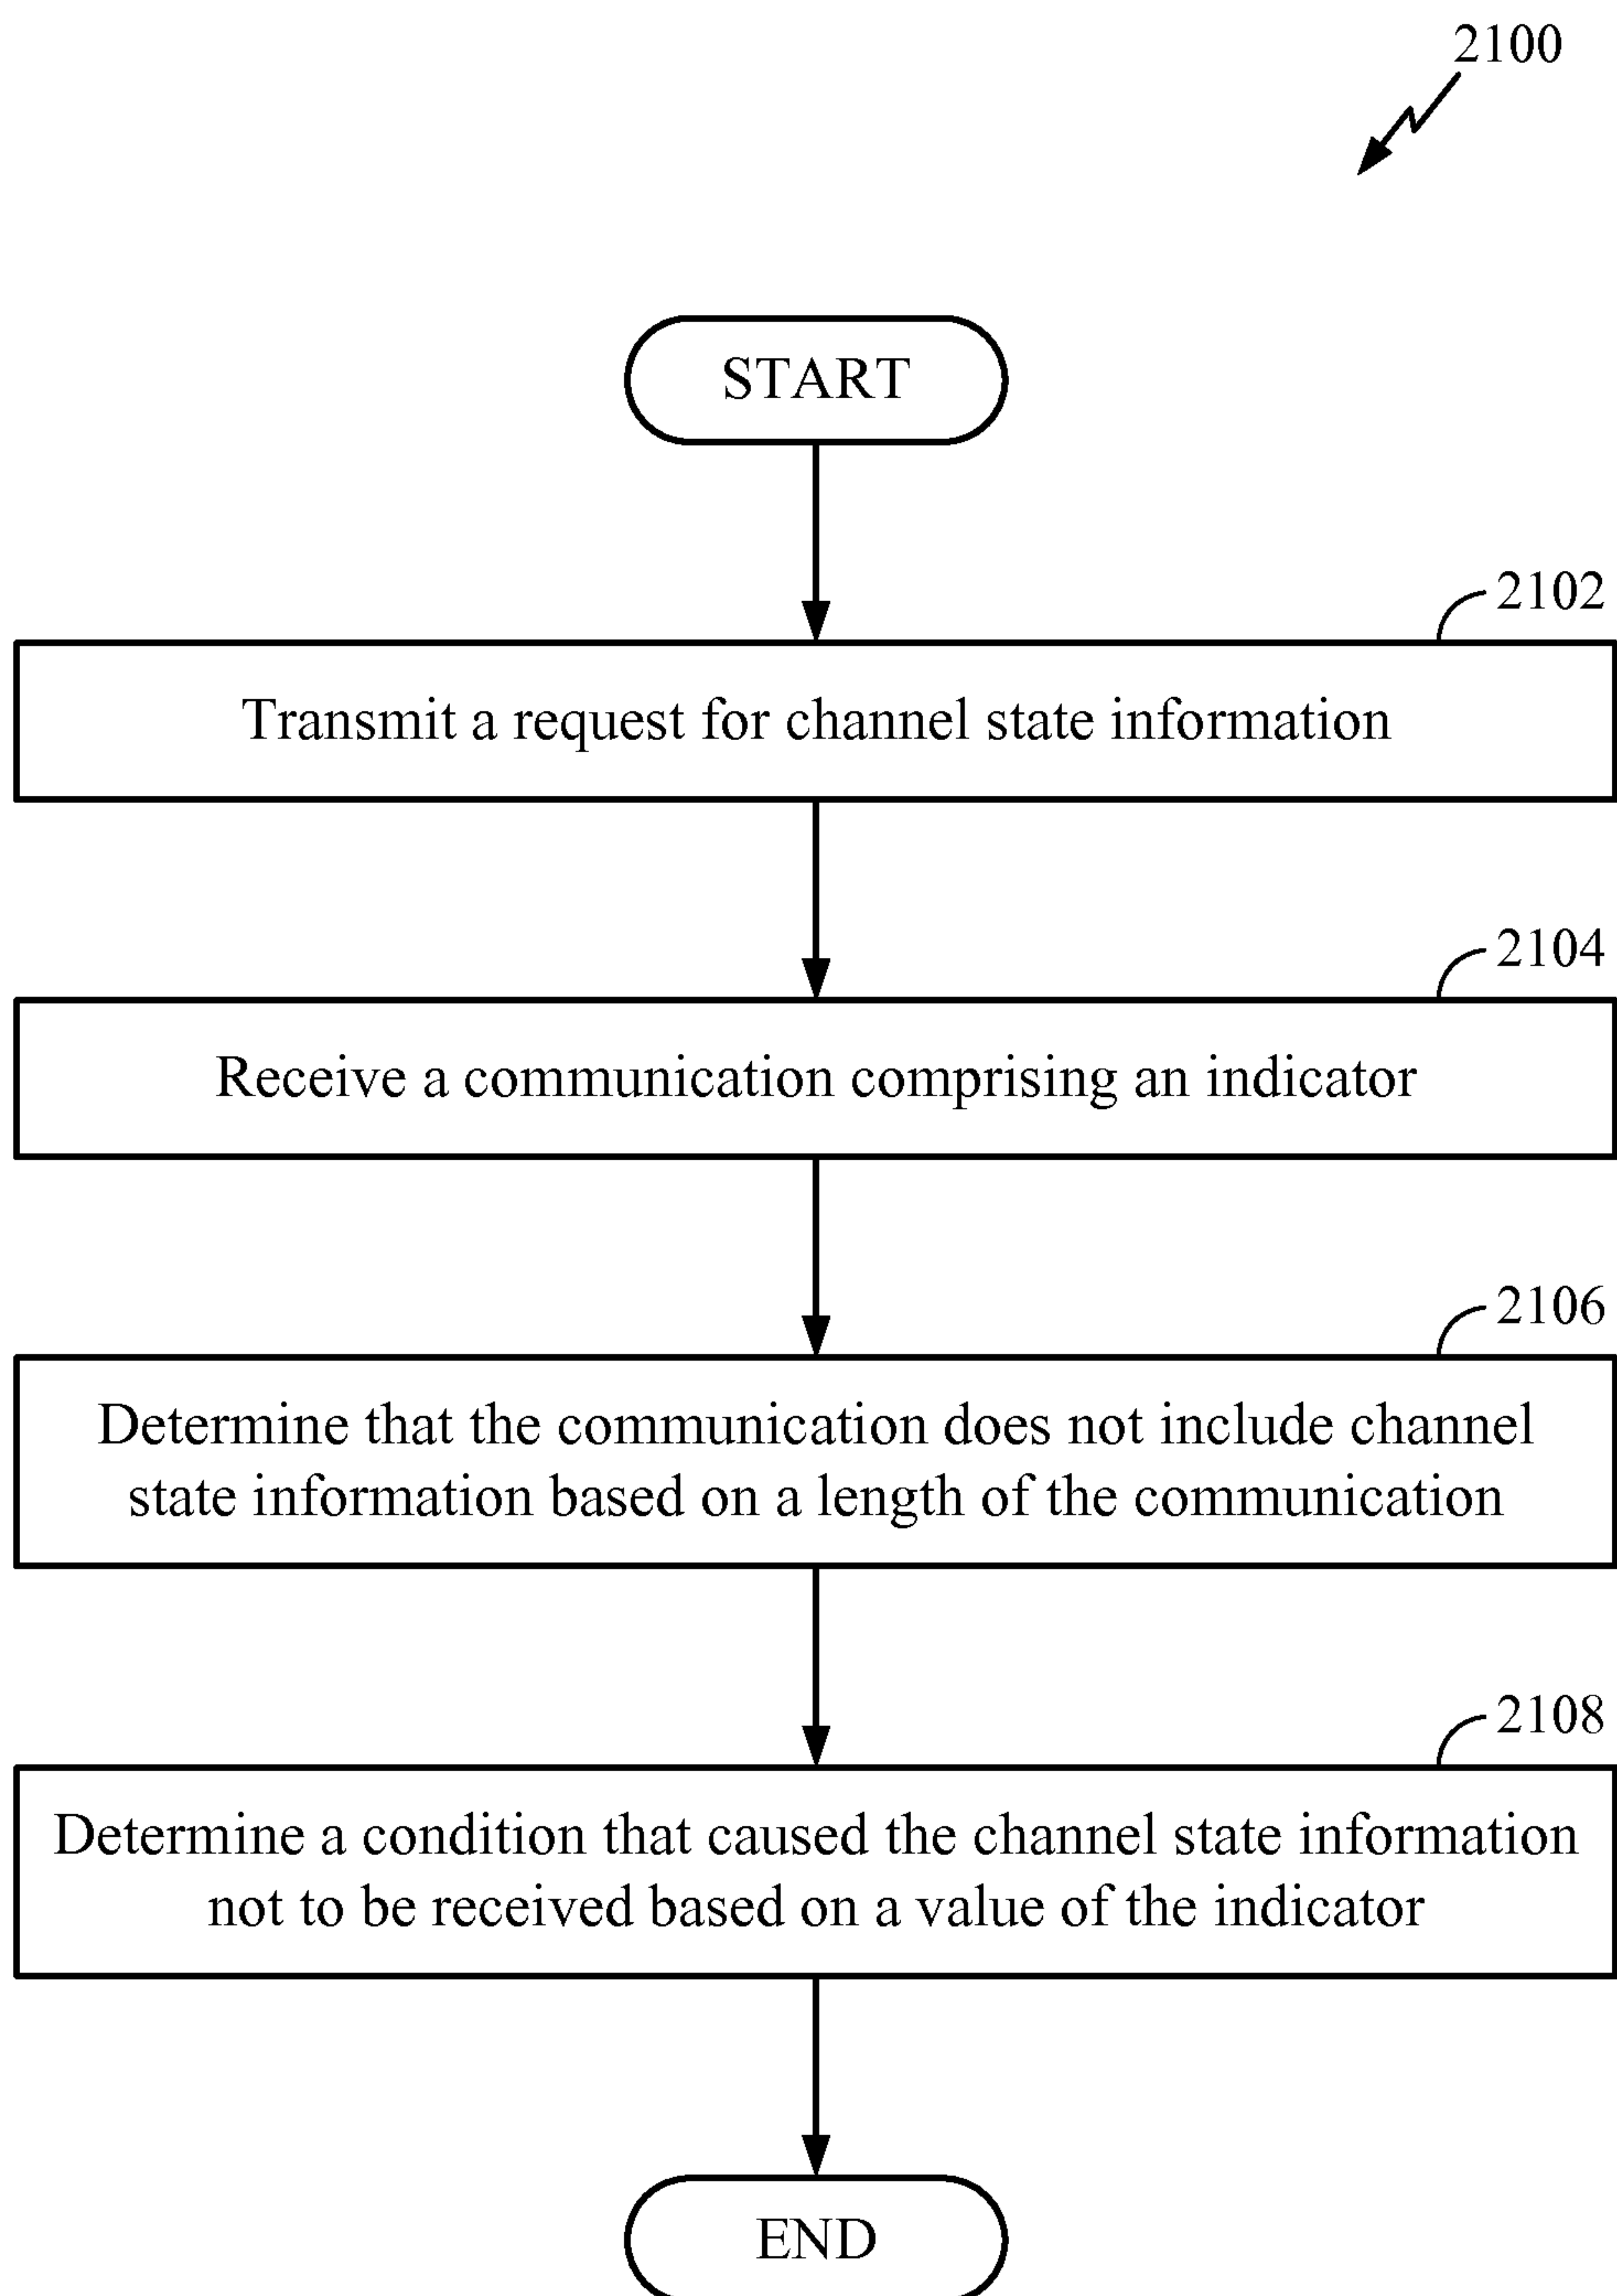 2100
START
2102
Transmit a request for channel state information
2104
Receive a communication comprising an indicator
2106
Determine that the communication does not include channel
state information based on a length of the communication
2108
Determine a condition that caused the channel state information
not to be received based on a value of the indicator
END